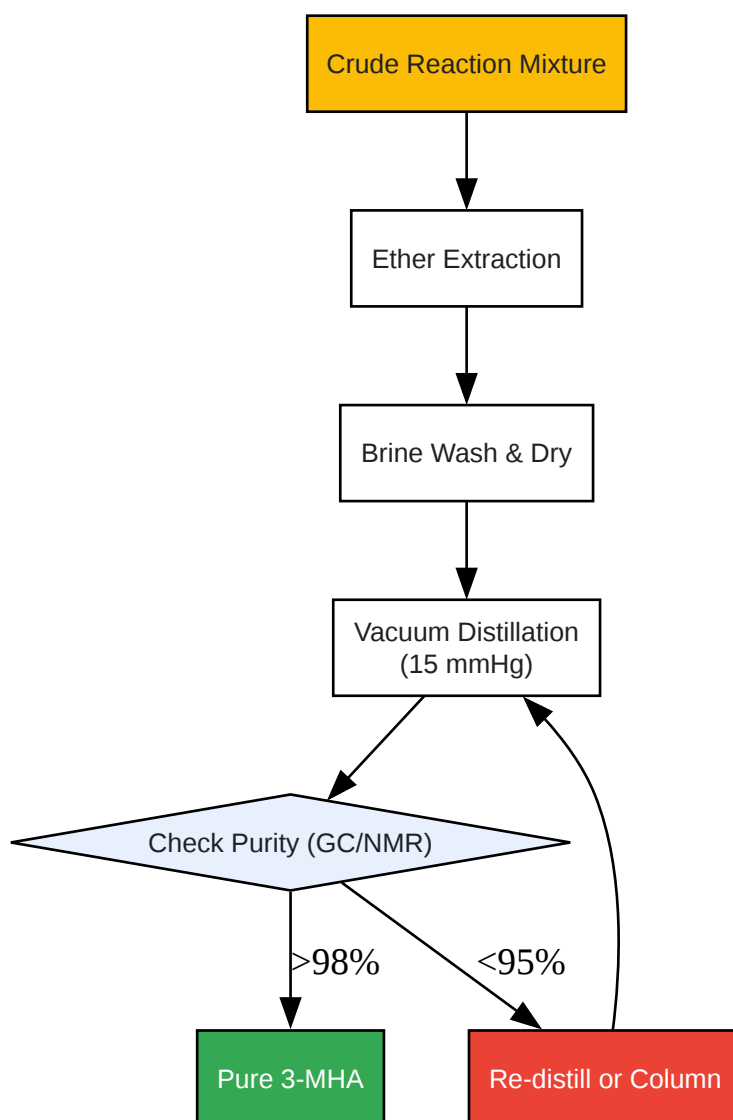 Crude Reaction Mixture
Ether Extraction
Brine Wash & Dry
Vacuum Distillation
(15 mmHg)
Check Purity (GC/NMR)
>98%
<95%
Pure 3-MHA
Re-distill or Column